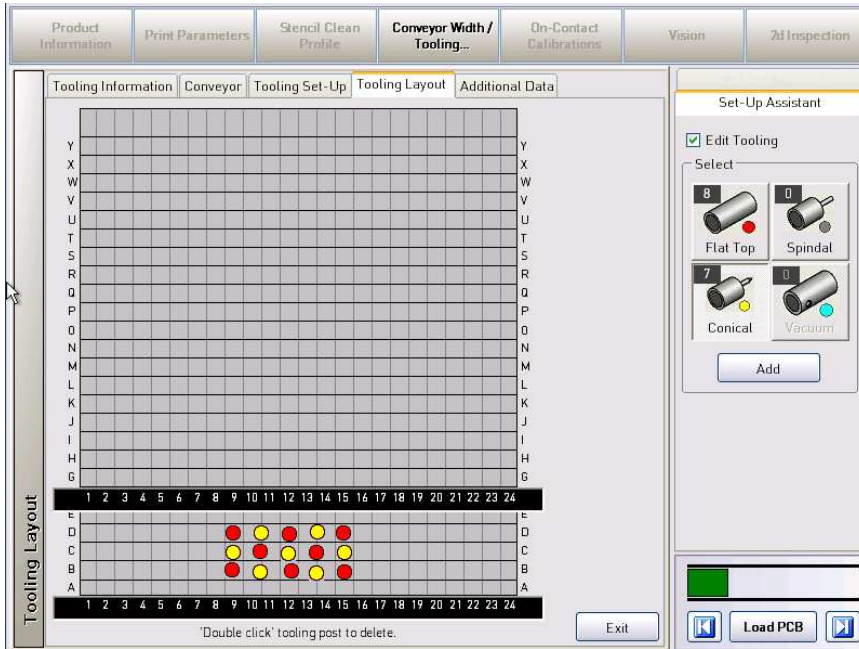 Product Information
Print Parameters
Stencil Clean Profile
Conveyor Width / Tooling...
On-Contact Calibrations
Vision
2d Inspection
Tooling Layout
Tooling Information
Conveyor
Tooling Set-Up
Tooling Layout
Additional Data
Y Y
X X
W W
V V
U U
T T
S S
R R
Q Q
P P
O O
N N
M M
L L
K K
J J
I I
H H
G G
1 2 3 4 5 6 7 8 9 10 11 12 13 14 15 16 17 18 19 20 21 22 23 24
E E
D D
C C
B B
A A
1 2 3 4 5 6 7 8 9 10 11 12 13 14 15 16 17 18 19 20 21 22 23 24
'Double click' tooling post to delete.
Exit
Set-Up Assistant
Edit Tooling
Select
8
Flat Top
0
Spindal
7
Conical
0
Vacuum
Add
Load PCB